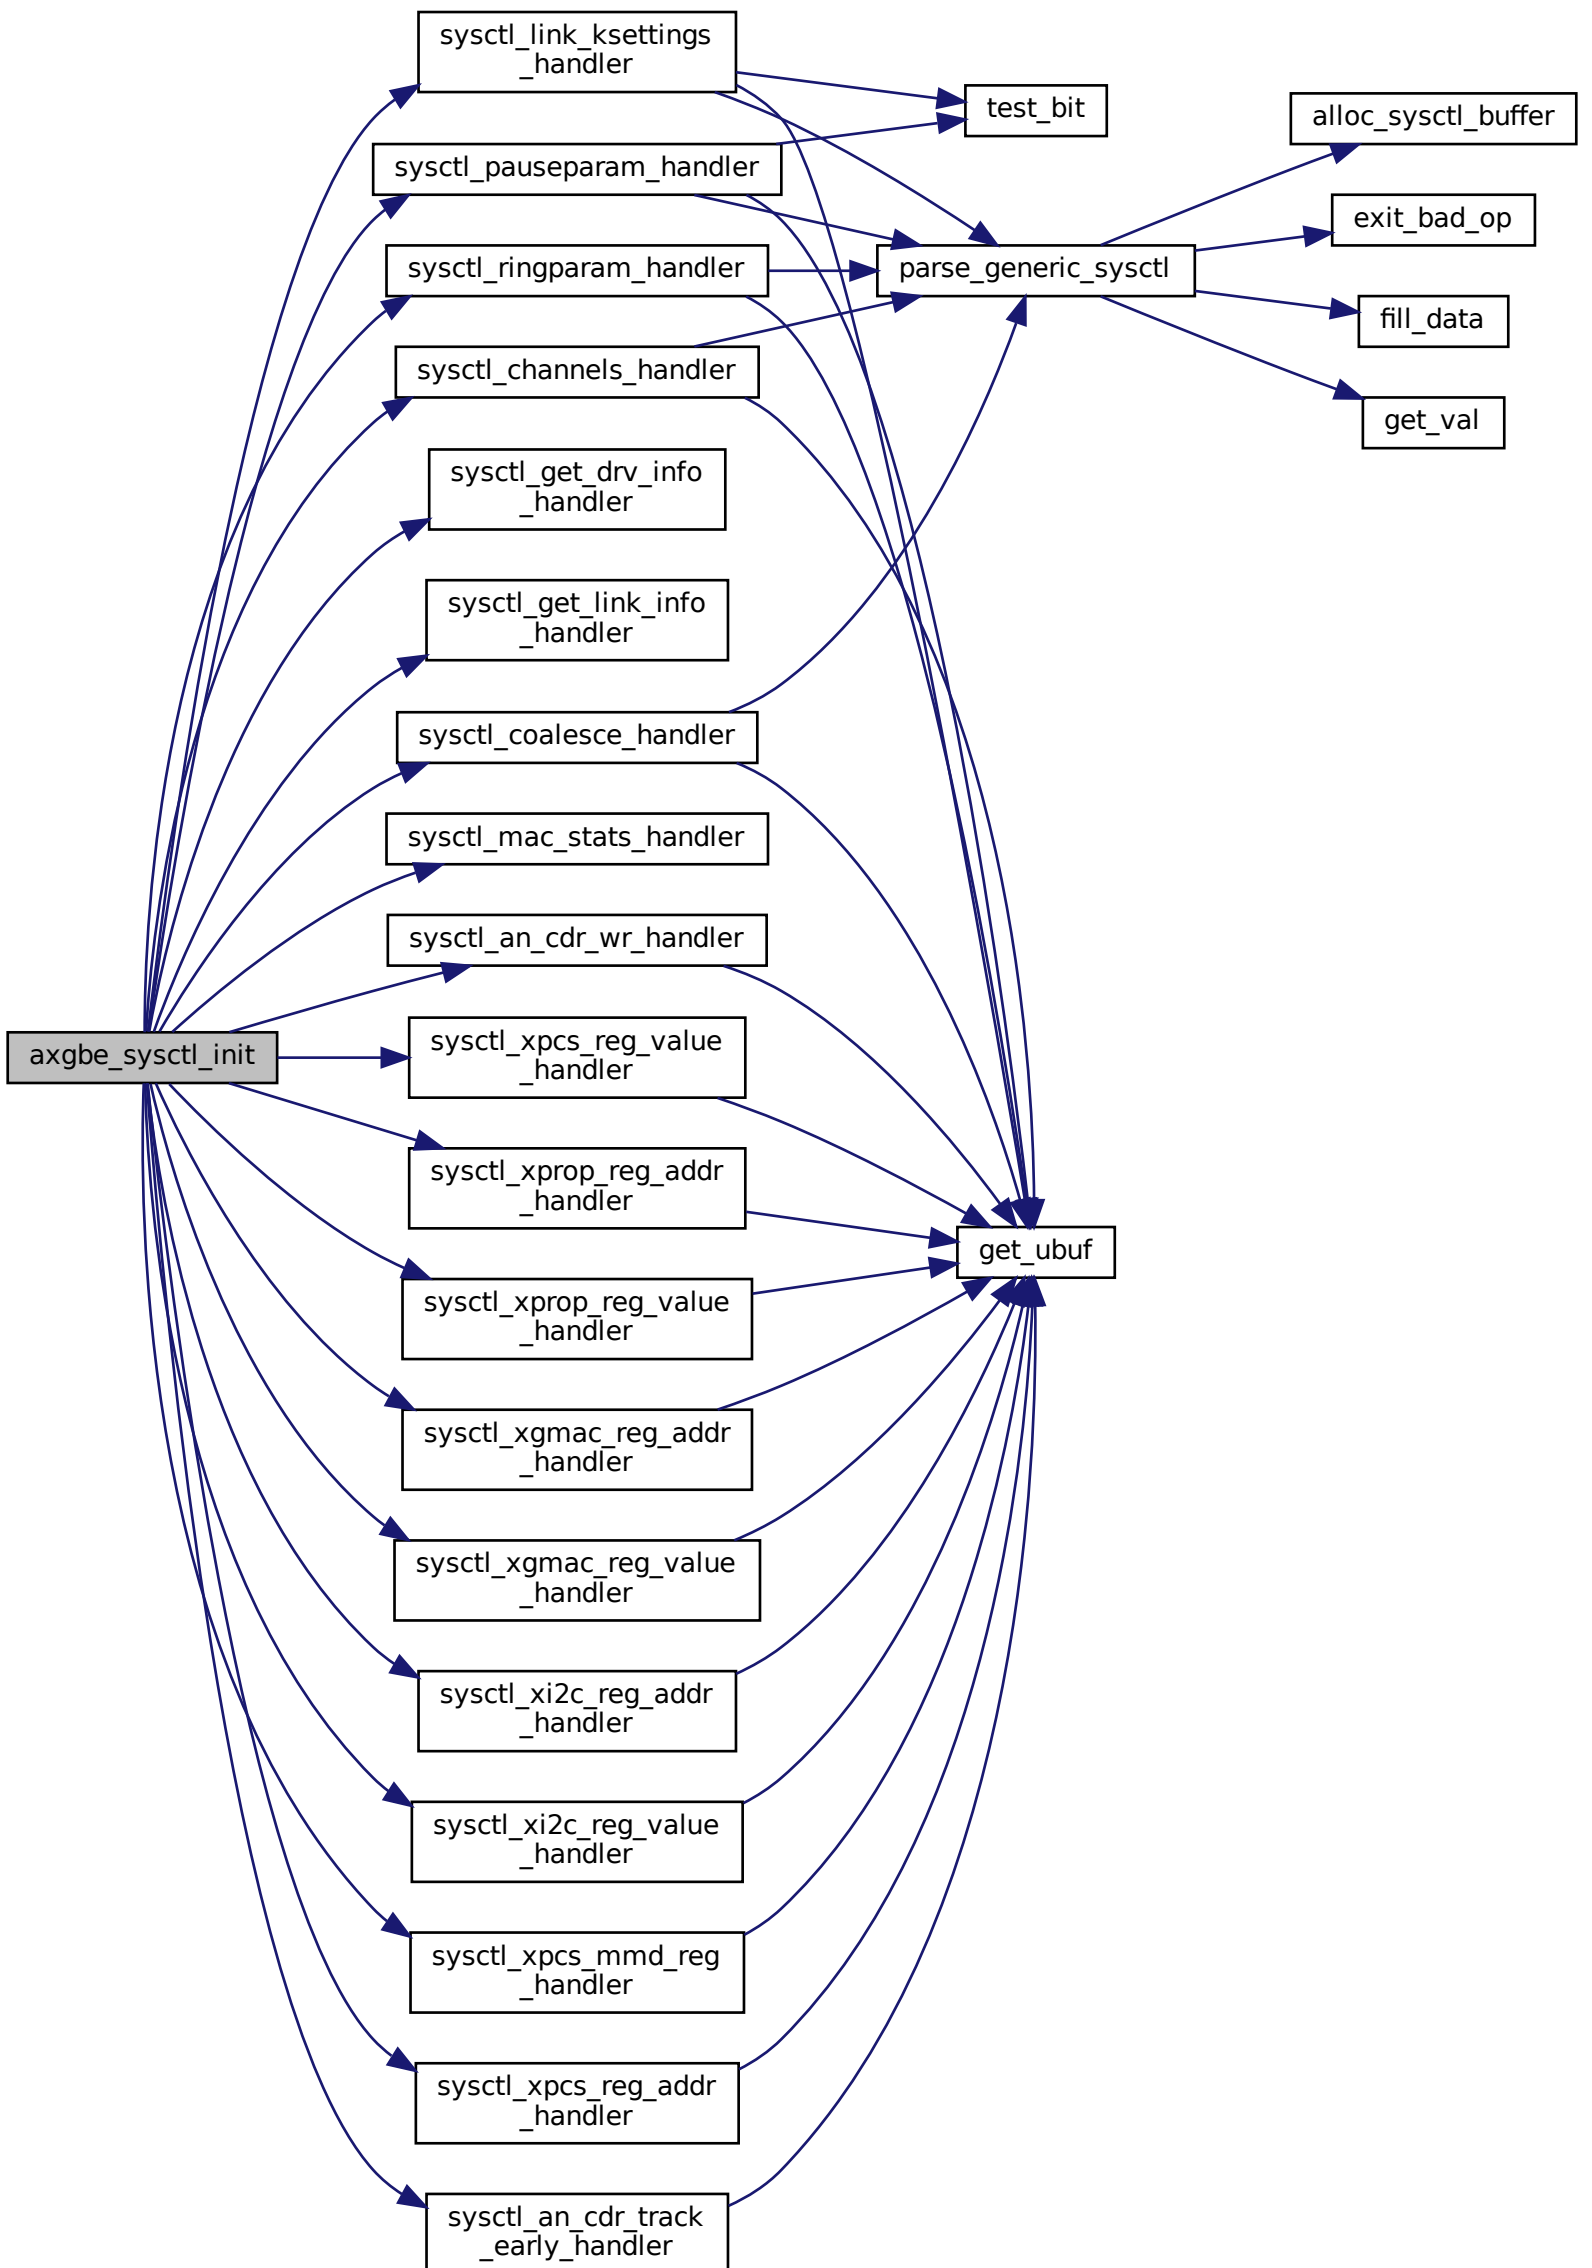 sysctl_link_ksettings
_handler
test_bit
alloc_sysctl_buffer
sysctl_pauseparam_handler
exit_bad_op
sysctl_ringparam_handler
parse_generic_sysctl
fill_data
sysctl_channels_handler
get_val
sysctl_get_drv_info
_handler
sysctl_get_link_info
_handler
sysctl_coalesce_handler
sysctl_mac_stats_handler
sysctl_an_cdr_wr_handler
axgbe_sysctl_init
sysctl_xpcs_reg_value
_handler
sysctl_xprop_reg_addr
_handler
get_ubuf
sysctl_xprop_reg_value
_handler
sysctl_xgmac_reg_addr
_handler
sysctl_xgmac_reg_value
_handler
sysctl_xi2c_reg_addr
_handler
sysctl_xi2c_reg_value
_handler
sysctl_xpcs_mmd_reg
_handler
sysctl_xpcs_reg_addr
_handler
sysctl_an_cdr_track
_early_handler